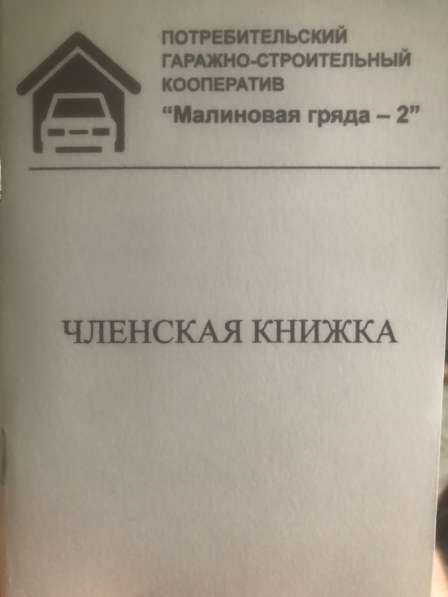 ПОТРЕБИТЕЛЬСКИЙ
ГАРАЖНО-СТРОИТЕЛЬНЫЙ
КООПЕРАТИВ
“Малиновая гряда – 2”
ЧЛЕНСКАЯ КНИЖКА